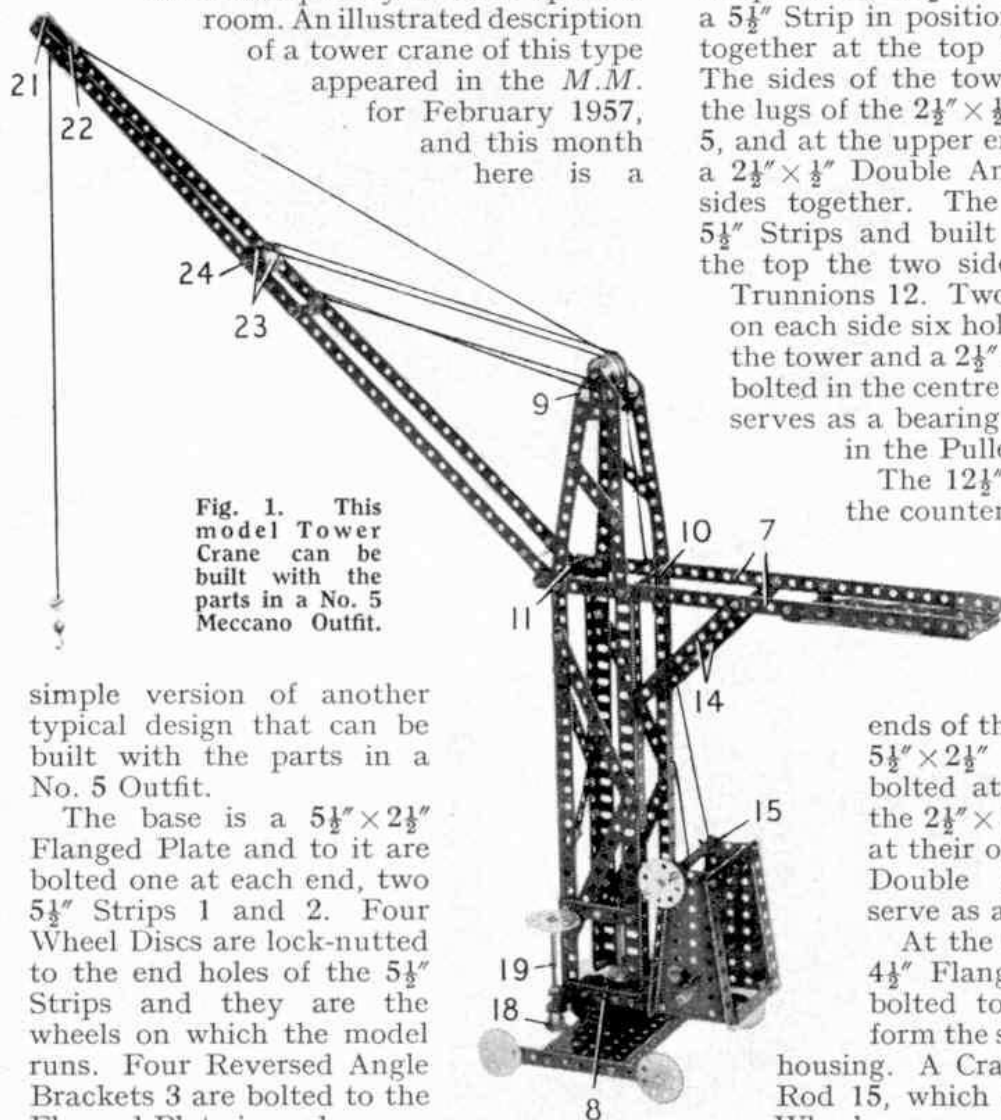 room. An illustrated description
of a tower crane of this type
appeared in the M.M.
for February 1957,
and this month
here is a
21
22
24
23
9
10
7
11
14
15
19
18
8
Fig. 1. This
model Tower
Crane can be
built with the
parts in a No. 5
Meccano Outfit.
simple version of another
typical design that can be
built with the parts in a
No. 5 Outfit.
The base is a 5½″ × 2½″
Flanged Plate and to it are
bolted one at each end, two
5½″ Strips 1 and 2. Four
Wheel Discs are lock-nutted
to the end holes of the 5½″
Strips and they are the
wheels on which the model
runs. Four Reversed Angle
Brackets 3 are bolted to the
a 5½″ Strip in position
together at the top
The sides of the tow
the lugs of the 2½″ ×
5, and at the upper en
a 2½″ × ½″ Double An
sides together. The
5½″ Strips and built
the top the two side
Trunnions 12. Two
on each side six hol
the tower and a 2½″
bolted in the centre
serves as a bearing
in the Pulle
The 12½″
the counter
ends of th
5½″ × 2½″
bolted at
the 2½″ ×
at their o
Double
serve as a
At the
4½″ Flang
bolted to
form the s
housing. A Cra
Rod 15, which